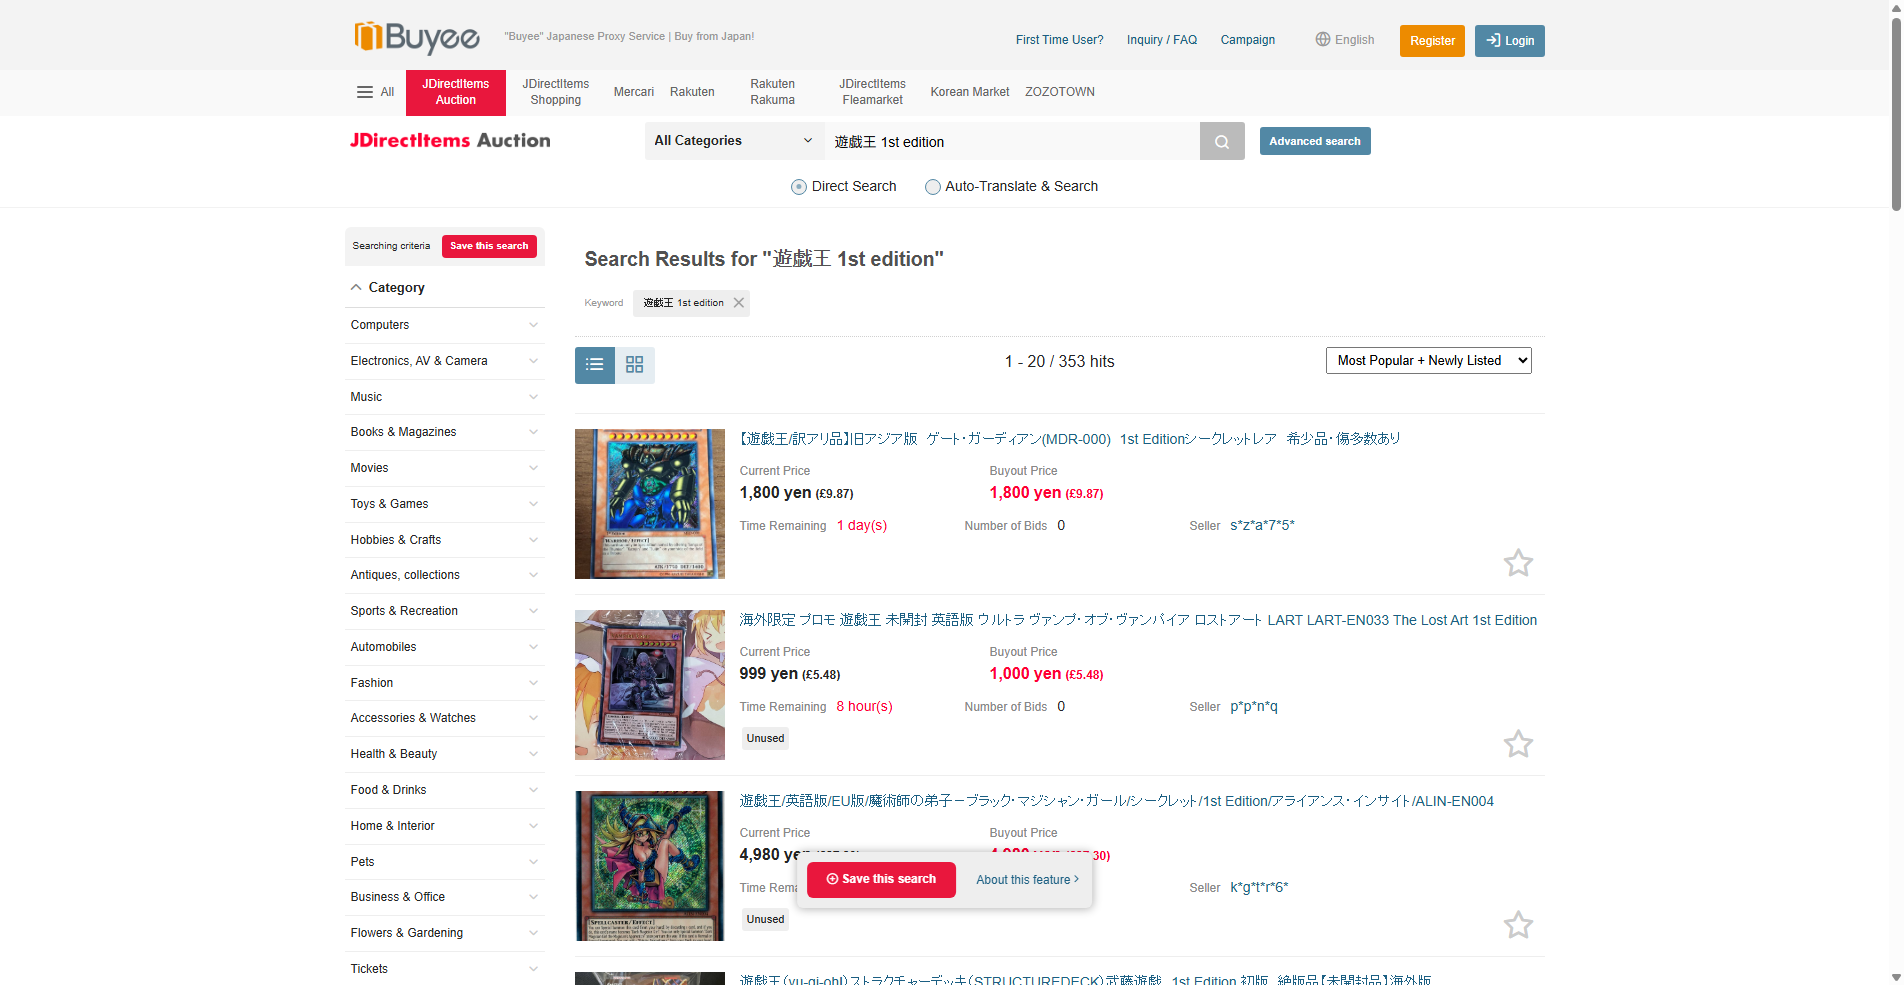 Buyee
"Buyee" Japanese Proxy Service | Buy from Japan!
First Time User?
Inquiry / FAQ
Campaign
English
Register
Login
All
JDirectItems
Auction
JDirectItems
Shopping
Mercari
Rakuten
Rakuten
Rakuma
JDirectItems
Fleamarket
Korean Market
ZOZOTOWN
JDirectItems Auction
All Categories
遊戯王 1st edition
Advanced search
Direct Search
Auto-Translate & Search
Searching criteria
Save this search
Category
Computers
Electronics, AV & Camera
Music
Books & Magazines
Movies
Toys & Games
Hobbies & Crafts
Antiques, collections
Sports & Recreation
Automobiles
Fashion
Accessories & Watches
Health & Beauty
Food & Drinks
Home & Interior
Pets
Business & Office
Flowers & Gardening
Tickets
Search Results for "遊戯王 1st edition"
Keyword
遊戯王 1st edition
1 - 20 / 353 hits
Most Popular + Newly Listed
【遊戯王/訳アリ品】旧アジア版 ゲート・ガーディアン(MDR-000) 1st Editionシークレットレア 希少品・傷多数あり
Current Price
Buyout Price
1,800 yen (£9.87)
1,800 yen (£9.87)
Time Remaining 1 day(s)
Number of Bids 0
Seller s*z*a*7*5*
海外限定 プロモ 遊戯王 未開封 英語版 ウルトラ ヴァンプ・オブ・ヴァンパイア ロストアート LART LART-EN033 The Lost Art 1st Edition
Current Price
Buyout Price
999 yen (£5.48)
1,000 yen (£5.48)
Time Remaining 8 hour(s)
Number of Bids 0
Seller p*p*n*q
Unused
遊戯王/英語版/EU版/魔術師の弟子－ブラック・マジシャン・ガール/シークレット/1st Edition/アライアンス・インサイト/ALIN-EN004
Current Price
Buyout Price
4,980
Time
Seller k*g*t*r*6*
Unused
Save this search
About this feature
遊戯王（yu-gi-oh!）ストラクチャーデッキ（STRUCTUREDECK）武藤遊戯 1st Edition 初版 絶版品【未開封品】海外版